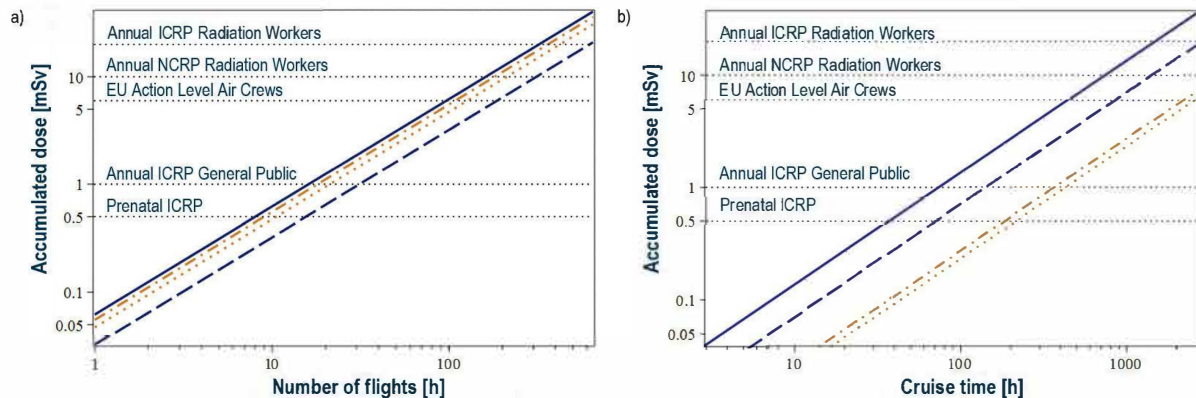 a)
Accumulated dose [mSv]
Annual ICRP Radiation Workers
Annual NCRP Radiation Workers
10
EU Action Level Air Crews
5
Annual ICRP General Public
1
Prenatal ICRP
0.5
0.1
0.05
1 10 100
Number of flights [h]
b)
Accumulated dose [mSv]
Annual ICRP Radiation Workers
Annual NCRP Radiation Workers
10
EU Action Level Air Crews
5
Annual ICRP General Public
1
Prenatal ICRP
0.5
0.1
0.05
10 100 1000
Cruise time [h]